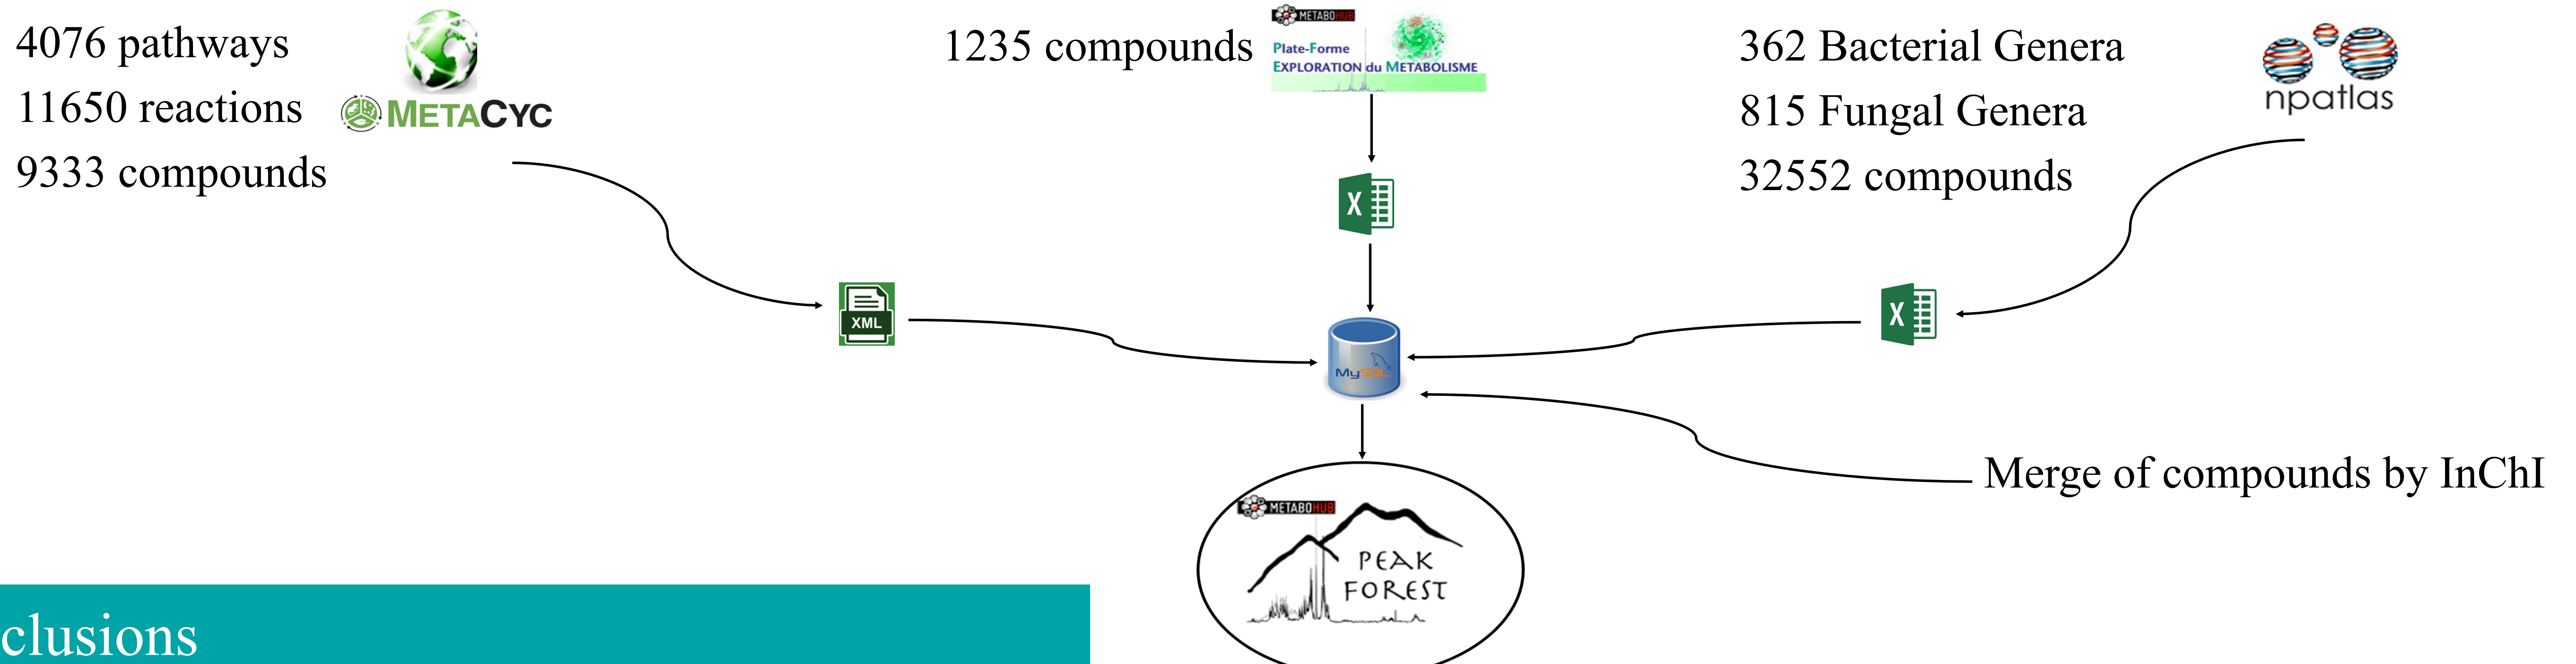 4076 pathways
11650 reactions
9333 compounds
METACYC
1235 compounds
METABOHUB
Plate-Forme
EXPLORATION du METABOLISME
362 Bacterial Genera
815 Fungal Genera
32552 compounds
npatlas
X
XML
X
MySQL
Merge of compounds by InChI
METABOHUB
PEAK
FOREST
clusions